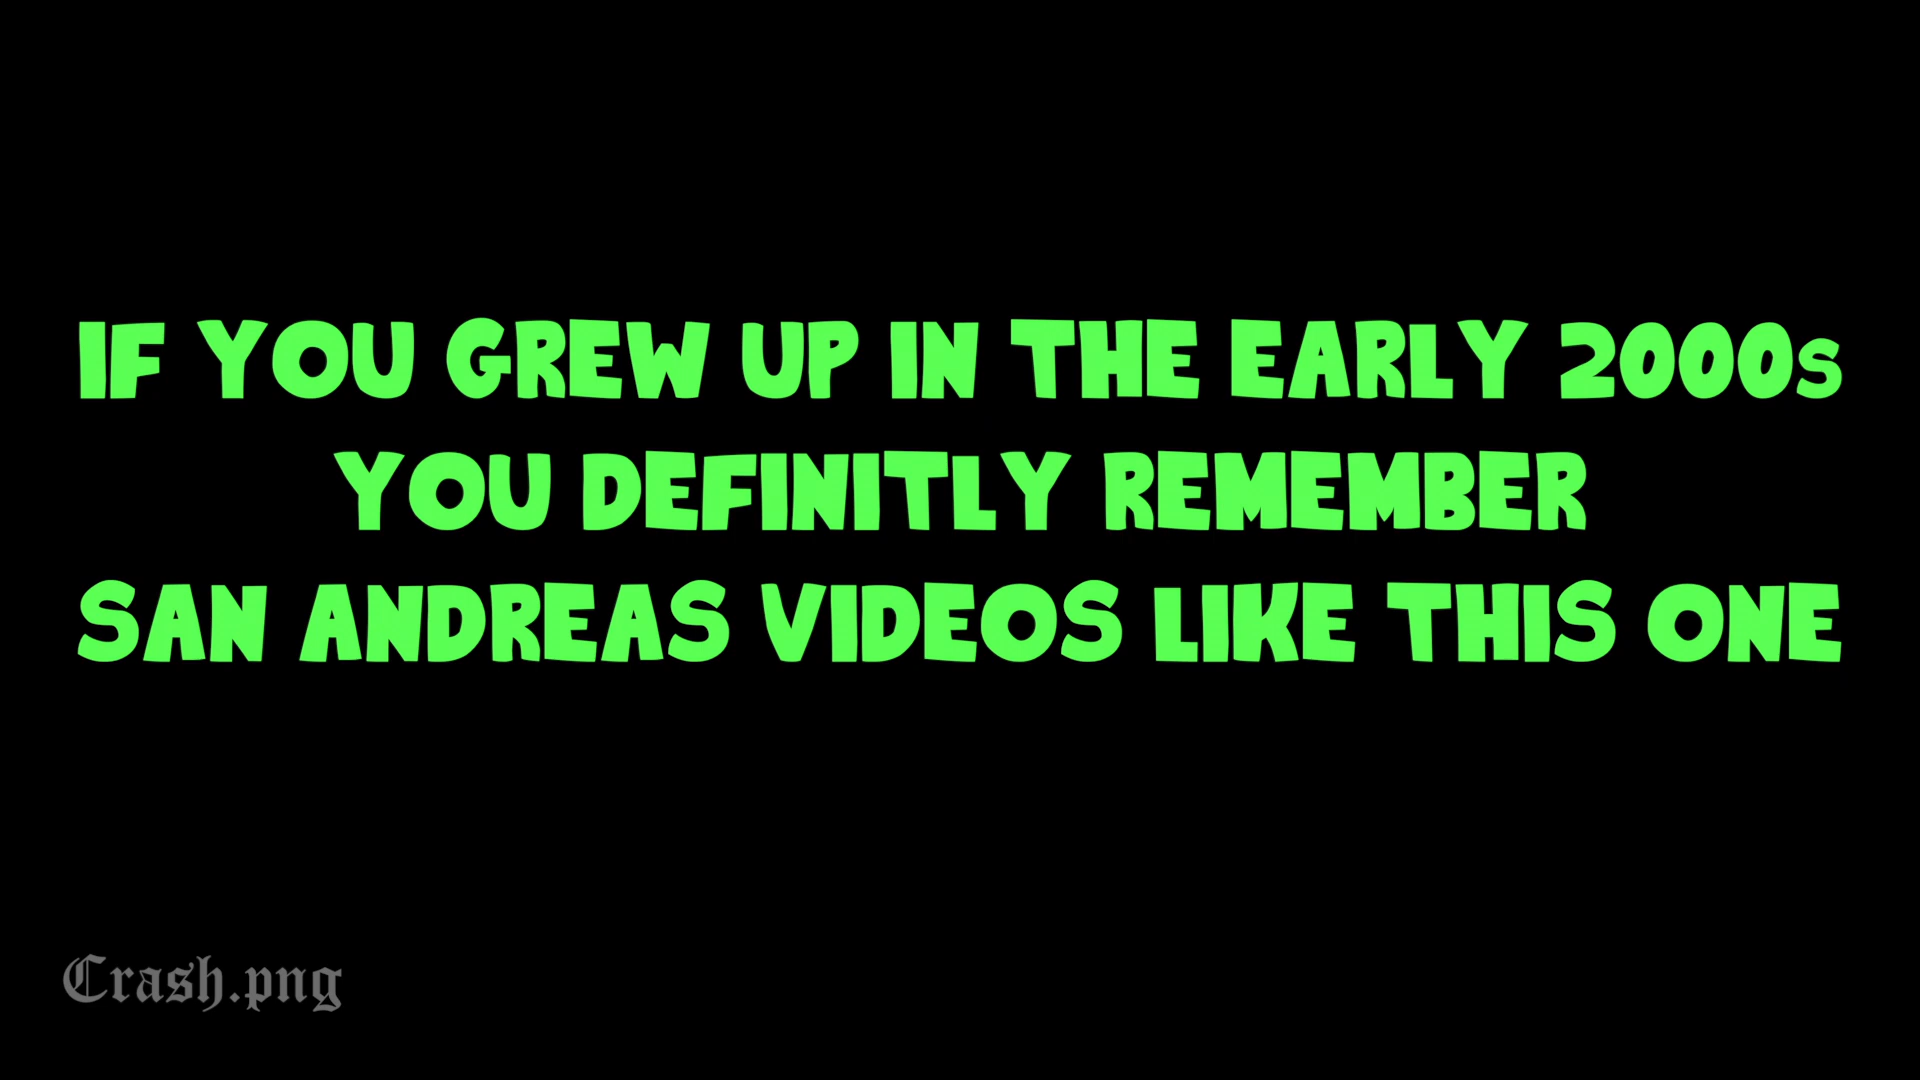 IF YOU GREW UP IN THE EARLY 2000s
YOU DEFINITLY REMEMBER
SAN ANDREAS VIDEOS LIKE THIS ONE
Crash.png